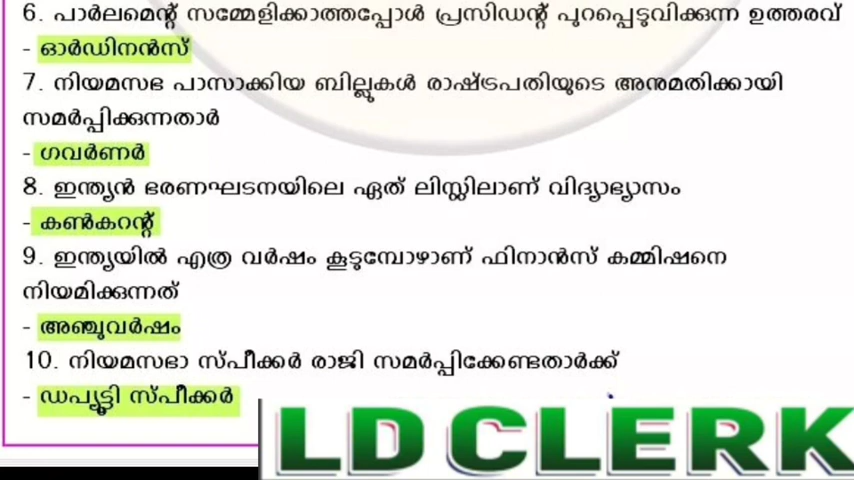 6. പാർലമെന്റ് സമ്മേളിക്കാത്തപ്പോൾ പ്രസിഡന്റ് പുറപ്പെടുവിക്കുന്ന ഉത്തരവ്
- ഓർഡിനൻസ്
7. നിയമസഭ പാസാക്കിയ ബില്ലുകൾ രാഷ്ട്രപതിയുടെ അനുമതിക്കായി
സമർപ്പിക്കുന്നതാർ
- ഗവർണർ
8. ഇന്ത്യൻ ഭരണഘടനയിലെ ഏത് ലിസ്റ്റിലാണ് വിദ്യാഭ്യാസം
- കൺകറന്റ്
9. ഇന്ത്യയിൽ എത്ര വർഷം കൂടുമ്പോഴാണ് ഫിനാൻസ് കമ്മിഷനെ
നിയമിക്കുന്നത്
- അഞ്ചുവർഷം
10. നിയമസഭാ സ്പീക്കർ രാജി സമർപ്പിക്കേണ്ടതാർക്ക്
- ഡപ്യൂട്ടി സ്പീക്കർ
LD CLERK